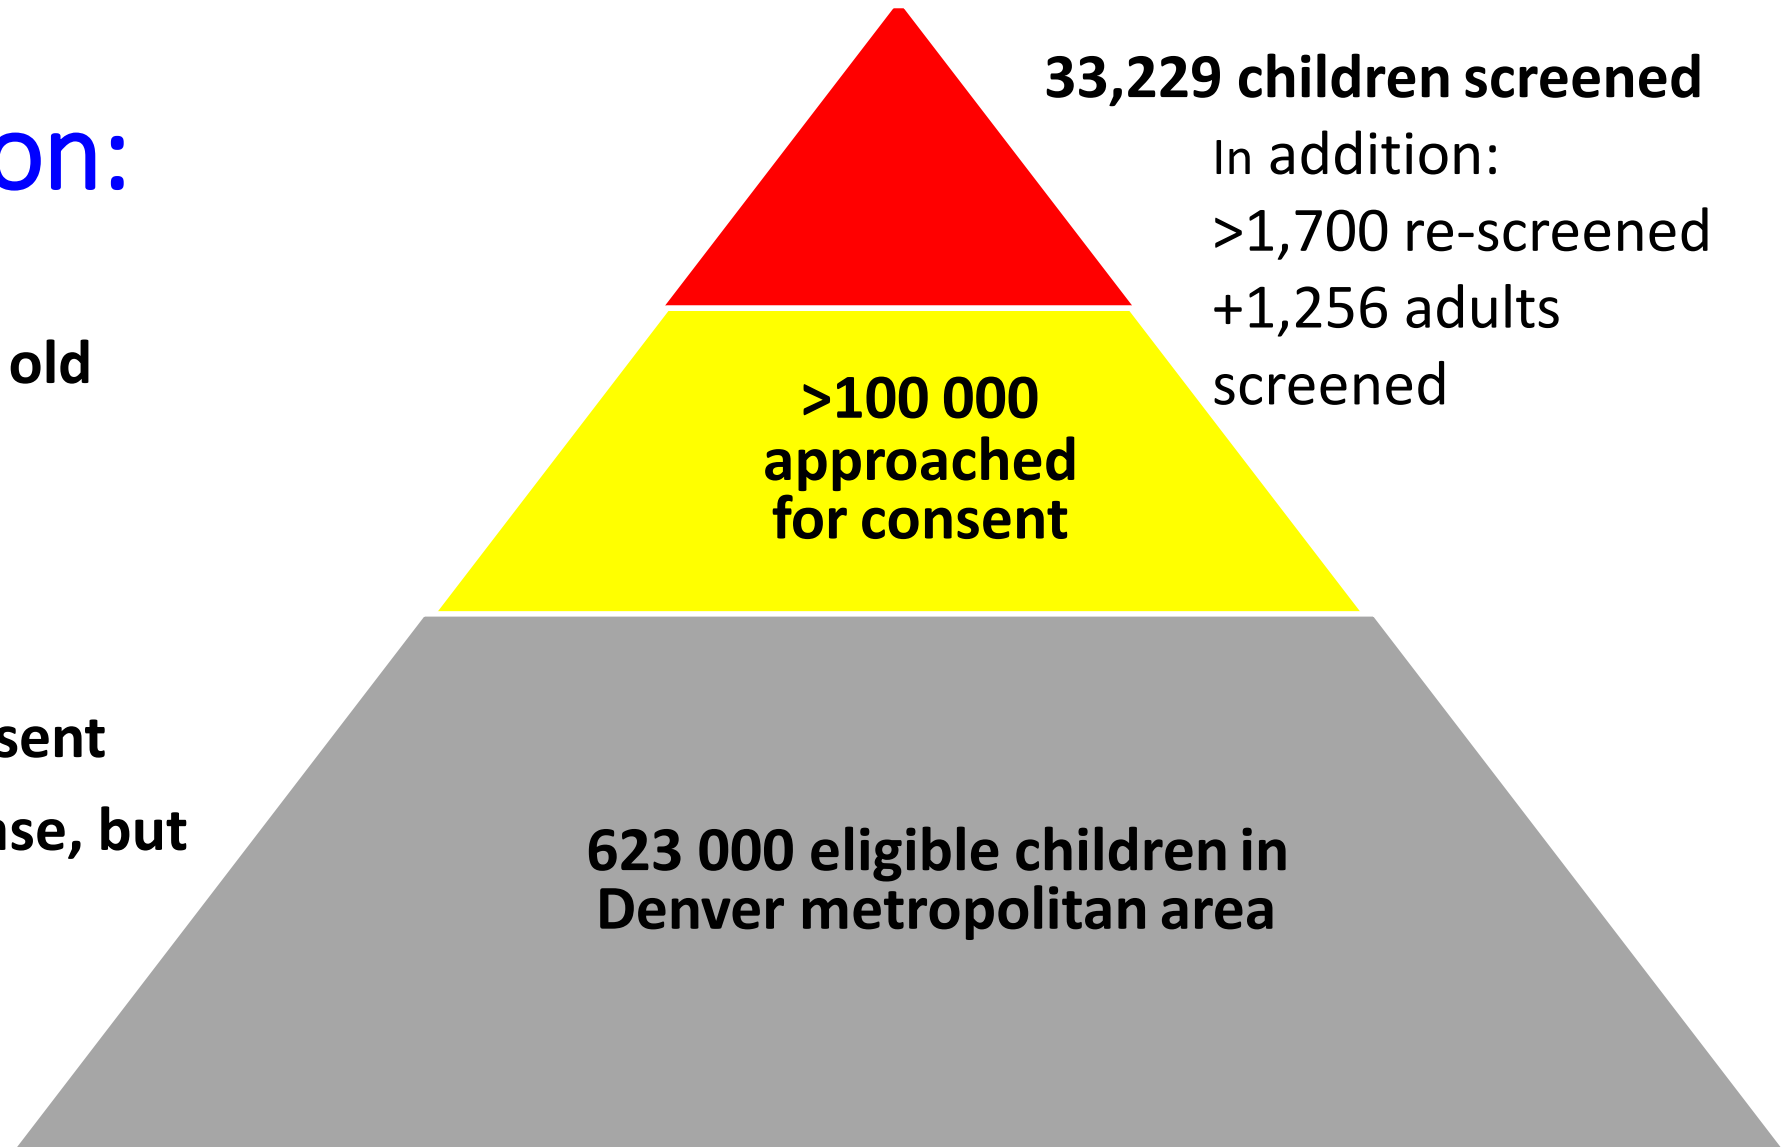 on:
old
sent
ase, but
33,229 children screened
In addition:
>1,700 re-screened
+1,256 adults
screened
>100 000
approached
for consent
623 000 eligible children in
Denver metropolitan area